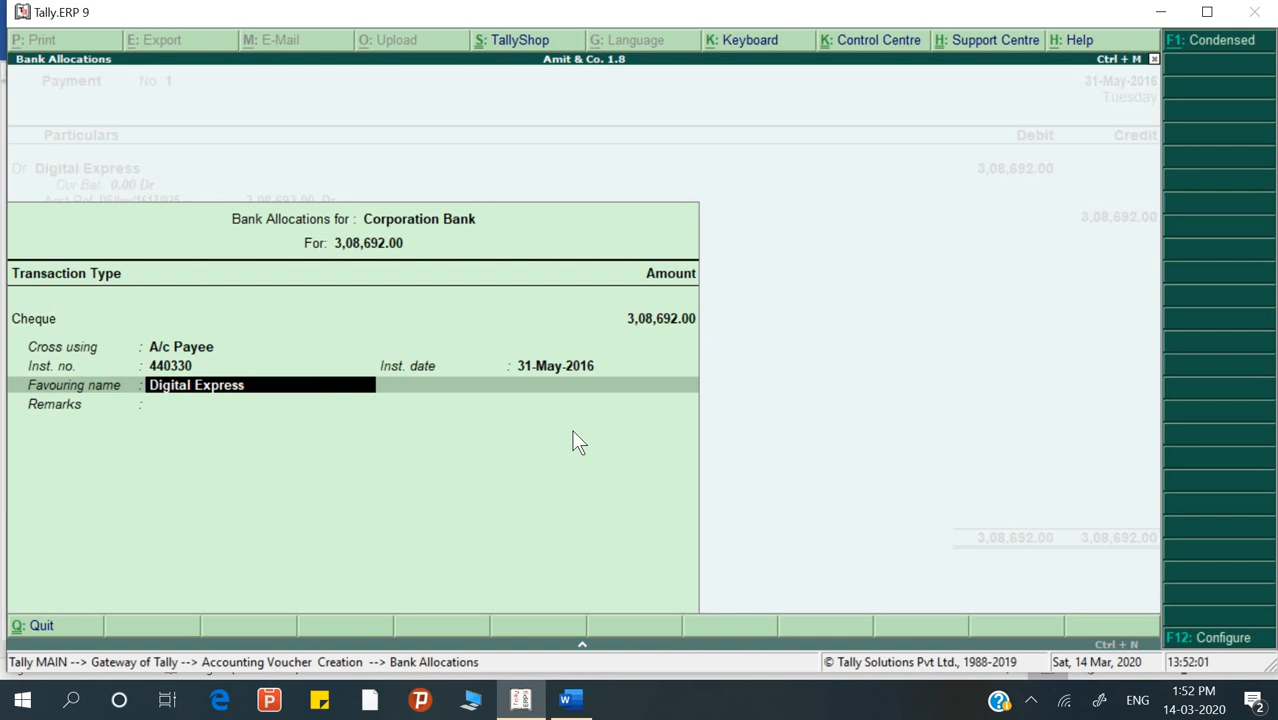 Tally.ERP 9
P: Print E: Export M: E-Mail O: Upload S: TallyShop G: Language K: Keyboard K: Control Centre H: Support Centre H: Help F1: Condensed
Bank Allocations Amit & Co. 1.8 Ctrl + M
Payment No. 1 31-May-2016
Tuesday
Particulars Debit Credit
Dr Digital Express 3,08,692.00
Cur Bal: 0.00 Dr
3,08,692.00 Dr
Bank Allocations for : Corporation Bank 3,08,692.00
For: 3,08,692.00
Transaction Type Amount
Cheque 3,08,692.00
Cross using : A/c Payee
Inst. no. : 440330 Inst. date : 31-May-2016
Favouring name : Digital Express
Remarks :
3,08,692.00 3,08,692.00
Q: Quit
F12: Configure
Ctrl + N
Tally MAIN --> Gateway of Tally --> Accounting Voucher Creation --> Bank Allocations © Tally Solutions Pvt Ltd., 1988-2019 Sat, 14 Mar, 2020 13:52:01
ENG 1:52 PM
14-03-2020 2